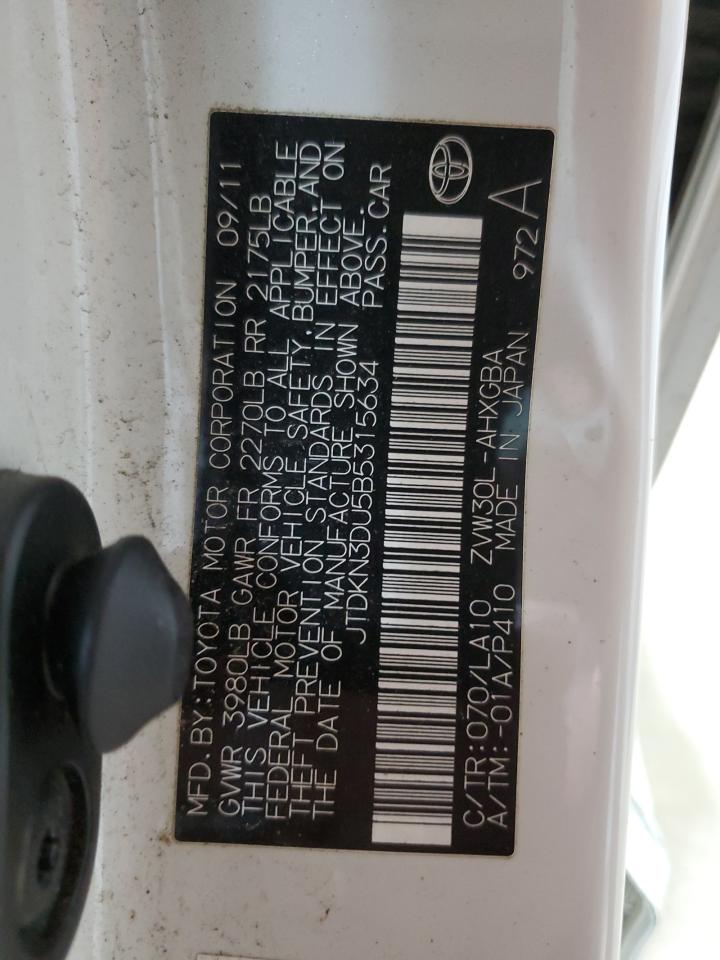 MFD. BY: TOYOTA MOTOR CORPORATION 09/11
GVWR 3980LB GAWR FR 2270LB RR 2175LB
THIS VEHICLE CONFORMS TO ALL APPLICABLE
FEDERAL MOTOR VEHICLE SAFETY, BUMPER, AND
THEFT PREVENTION STANDARDS IN EFFECT ON
THE DATE OF MANUFACTURE SHOWN ABOVE.
JTDKN3DU5B5315634 PASS.CAR
C/TR:070/LA10 ZVW30L-AHXGBA
A/TM:-01A/P410 MADE IN JAPAN 972 A